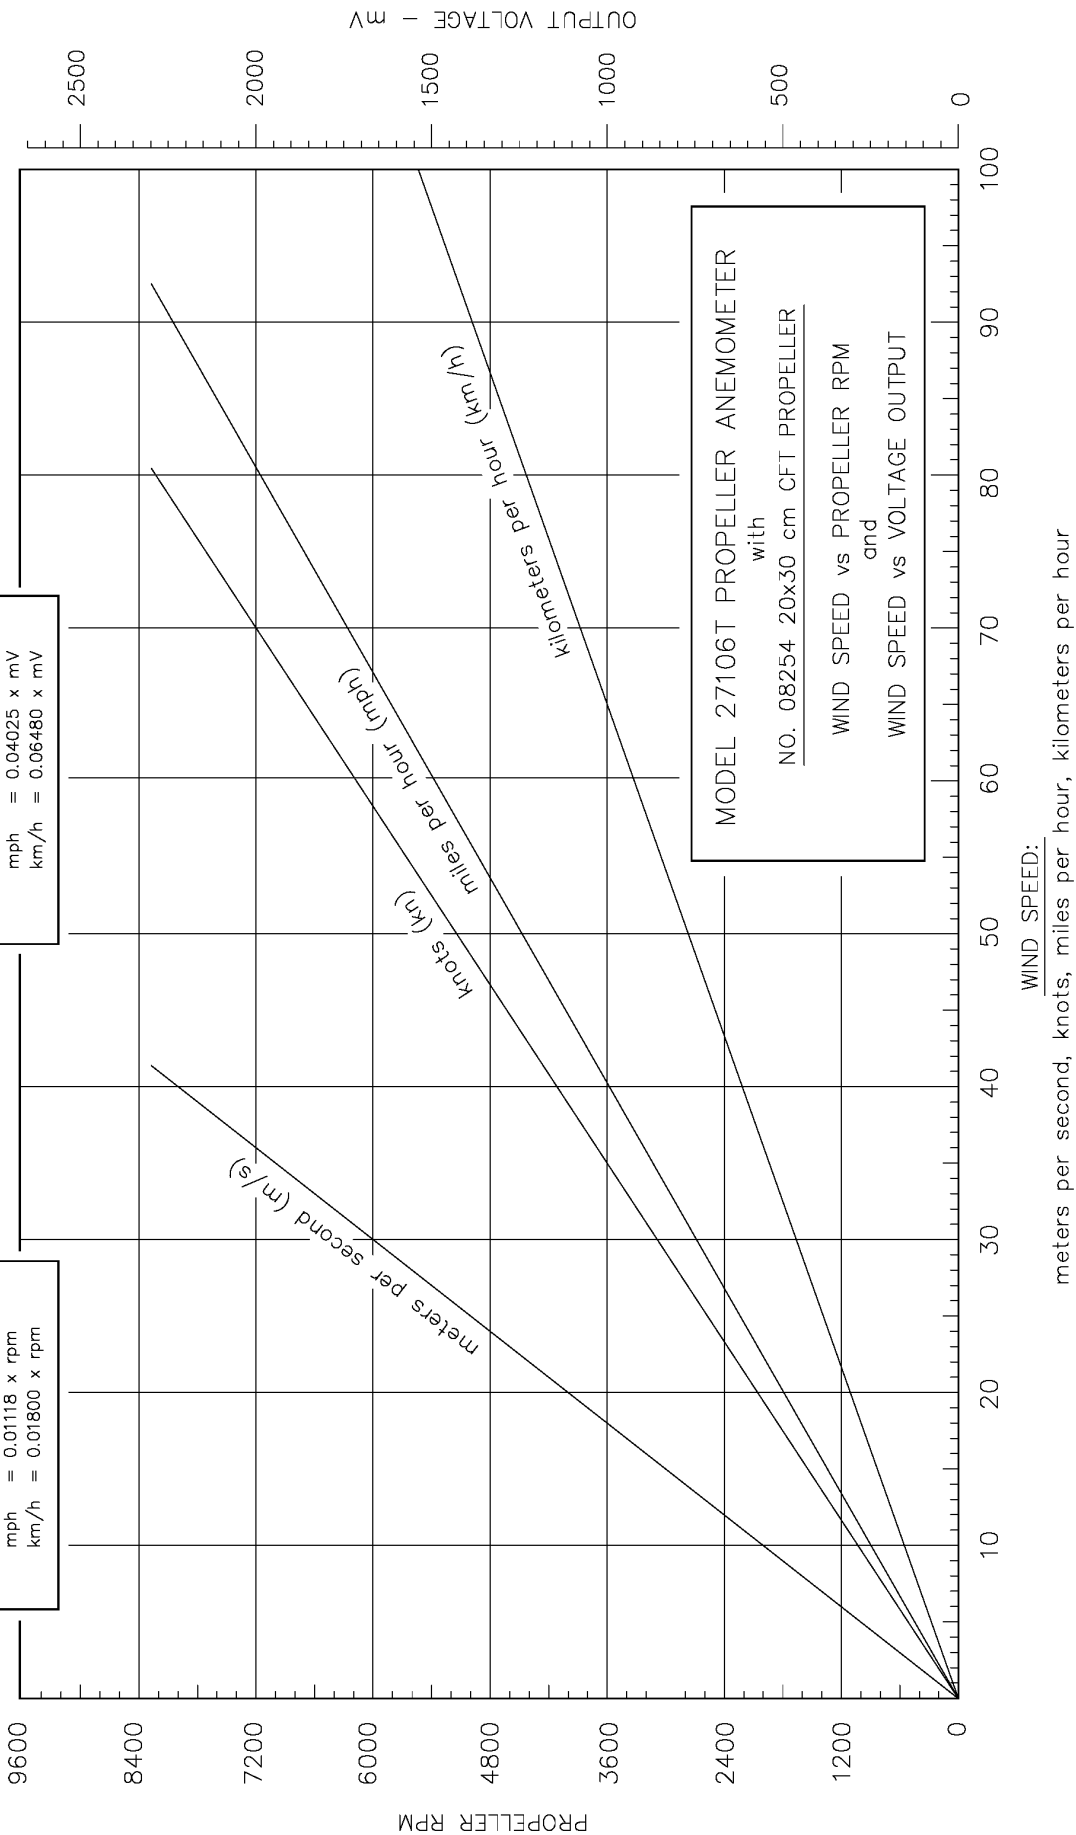 mph = 0.01118 x rpm
km/h = 0.01800 x rpm
mph = 0.04025 x mV
km/h = 0.06480 x mV
PROPELLER RPM
9600
8400
7200
6000
4800
3600
2400
1200
0
OUTPUT VOLTAGE – mV
2500
2000
1500
1000
500
0
meters per second (m/s)
knots (kn)
miles per hour (mph)
kilometers per hour (km/h)
MODEL 27106T PROPELLER ANEMOMETER
with
NO. 08254 20x30 cm CFT PROPELLER
WIND SPEED vs PROPELLER RPM
and
WIND SPEED vs VOLTAGE OUTPUT
10
20
30
40
50
60
70
80
90
100
WIND SPEED:
meters per second, knots, miles per hour, kilometers per hour